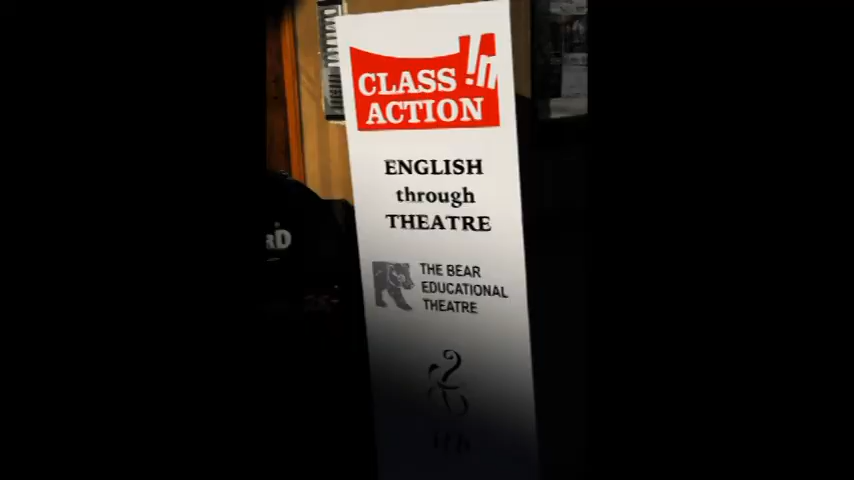 CLASS !n
ACTION
ENGLISH
through
THEATRE
THE BEAR
EDUCATIONAL
THEATRE